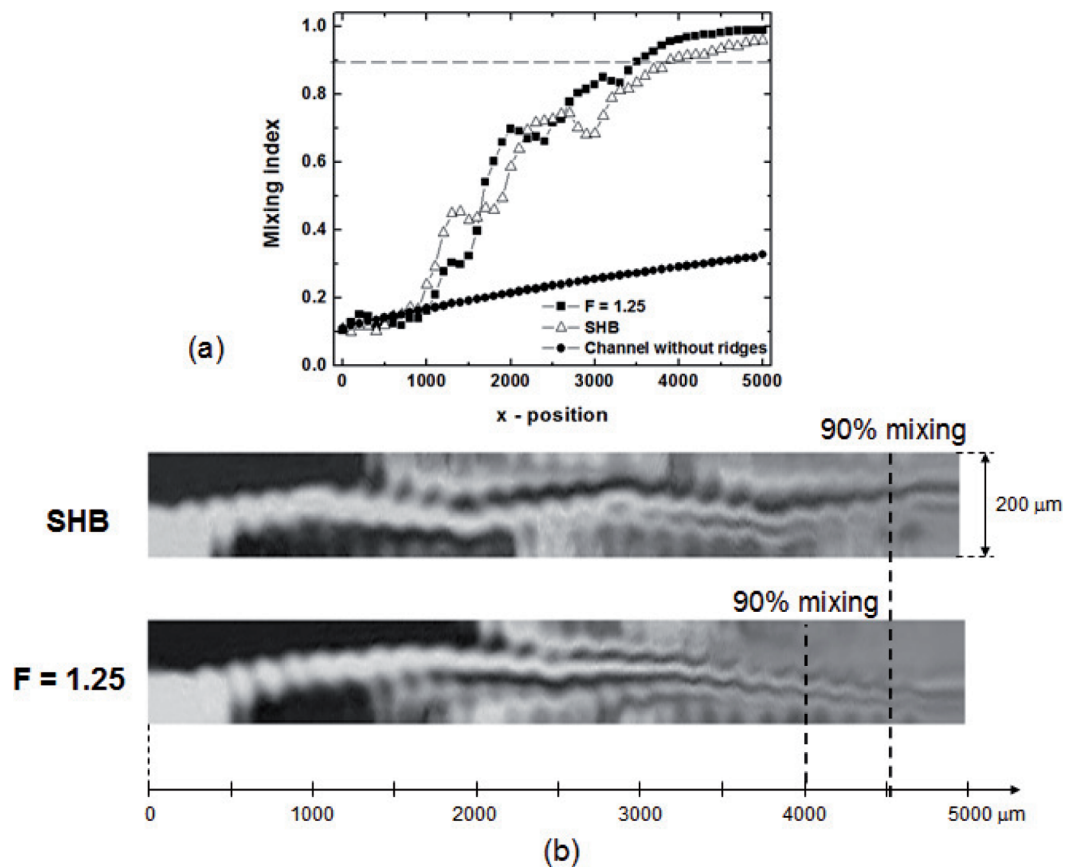 1.0
0.8
0.6
0.4
0.2
0.0
Mixing Index
F = 1.25
SHB
Channel without ridges
0 1000 2000 3000 4000 5000
x - position
(a)
90% mixing
SHB
200 µm
90% mixing
F = 1.25
0 1000 2000 3000 4000 5000 µm
(b)